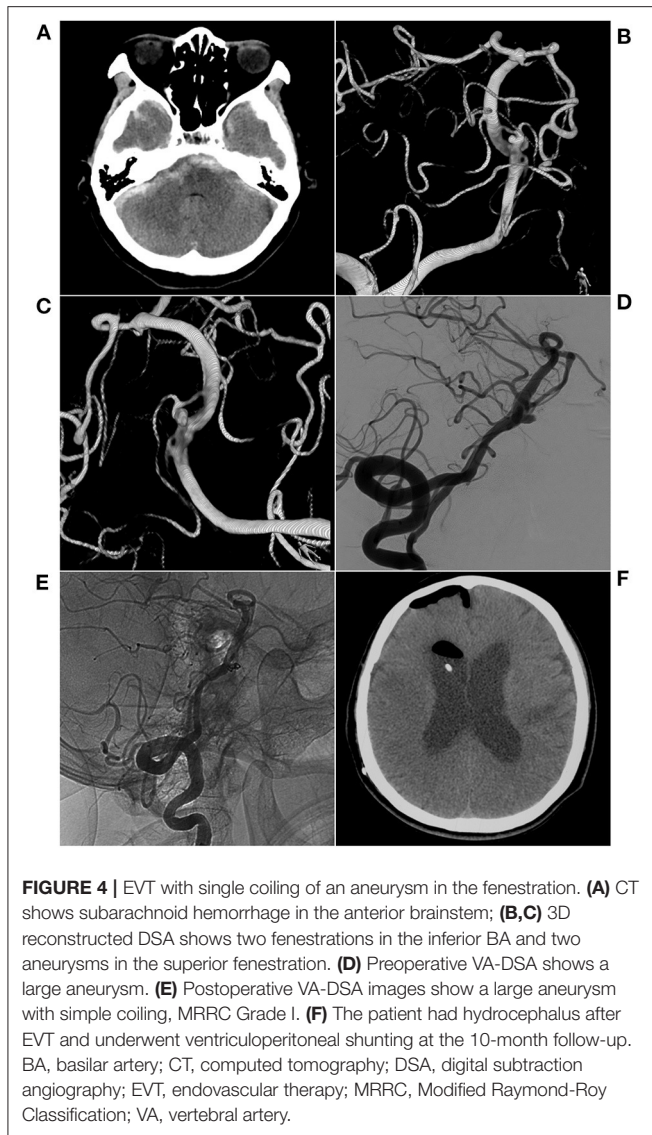 A
B
C
D
E
F
FIGURE 4 | EVT with single coiling of an aneurysm in the fenestration. (A) CT
shows subarachnoid hemorrhage in the anterior brainstem; (B,C) 3D
reconstructed DSA shows two fenestrations in the inferior BA and two
aneurysms in the superior fenestration. (D) Preoperative VA-DSA shows a
large aneurysm. (E) Postoperative VA-DSA images show a large aneurysm
with simple coiling, MRRC Grade I. (F) The patient had hydrocephalus after
EVT and underwent ventriculoperitoneal shunting at the 10-month follow-up.
BA, basilar artery; CT, computed tomography; DSA, digital subtraction
angiography; EVT, endovascular therapy; MRRC, Modified Raymond-Roy
Classification; VA, vertebral artery.